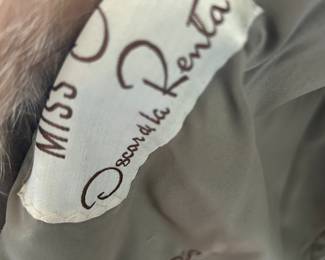 MISS O
Oscar de la Renta